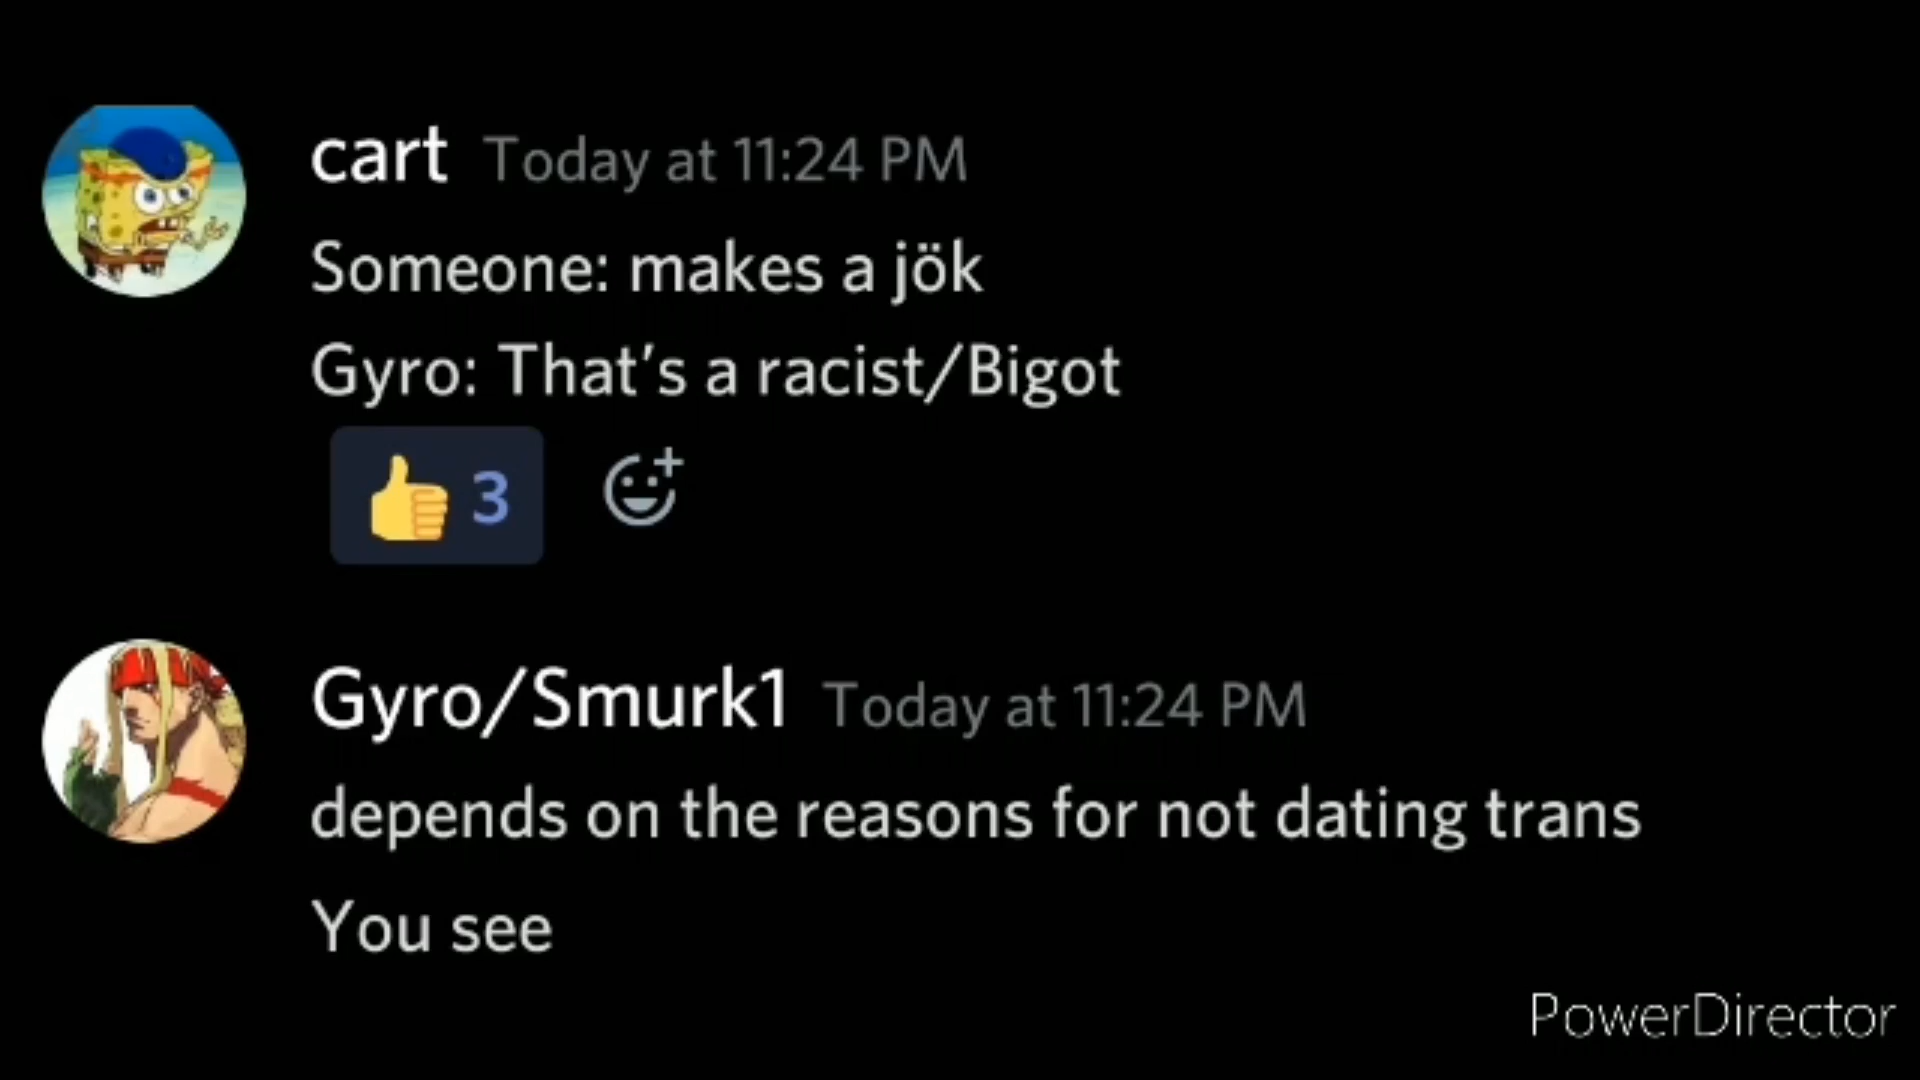 cart Today at 11:24 PM
Someone: makes a jök
Gyro: That's a racist/Bigot
👍 3
Gyro/Smurk1 Today at 11:24 PM
depends on the reasons for not dating trans
You see
PowerDirector